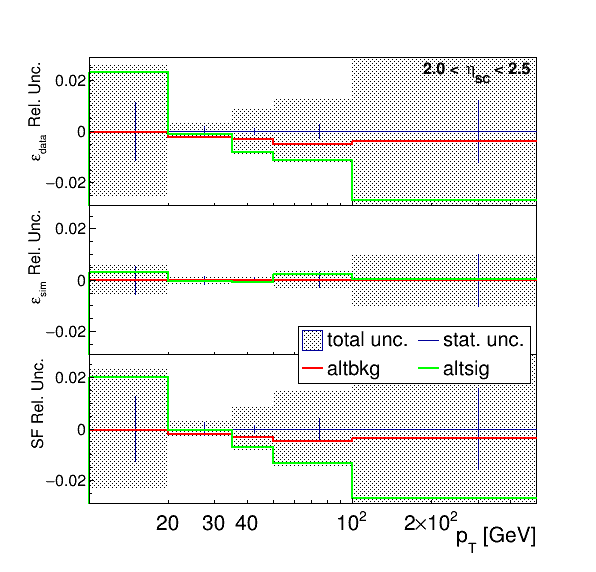 2.0 < η_SC < 2.5
ε_data Rel. Unc.
0.02
0
−0.02
ε_sim Rel. Unc.
0.02
0
−0.02
total unc. stat. unc.
altbkg altsig
SF Rel. Unc.
0.02
0
−0.02
20 30 40 10² 2×10²
p_T [GeV]